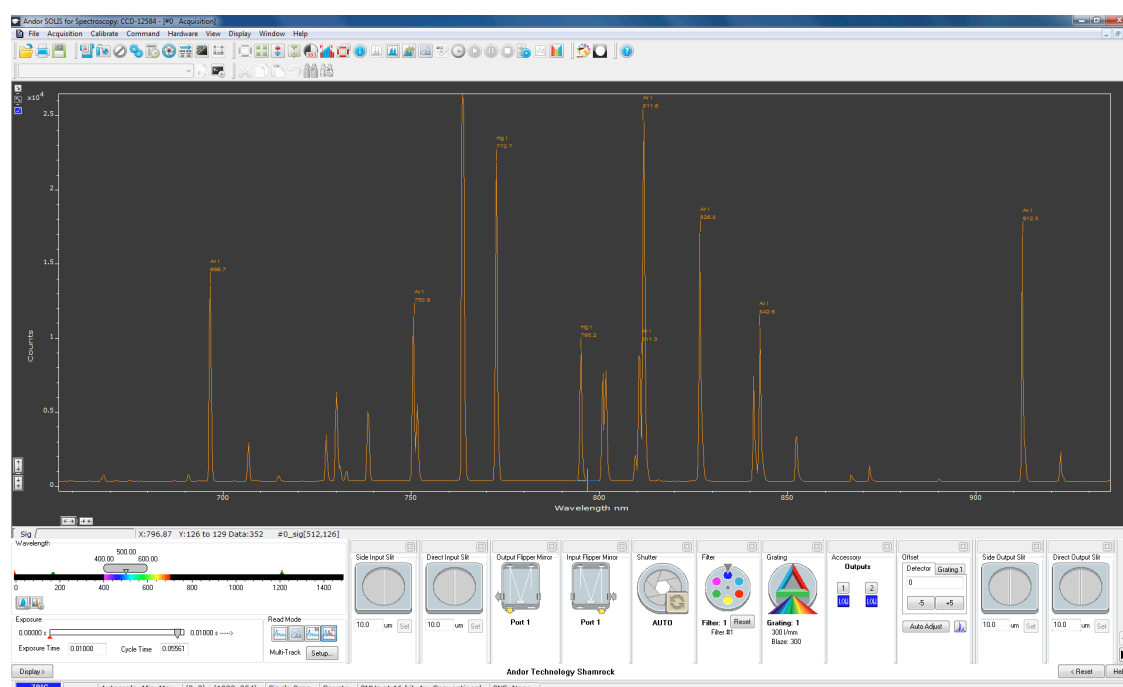 Andor SOLIS for Spectroscopy: CCD-12584 - [#0 Acquisition]
File Acquisition Calibrate Command Hardware View Display Window Help
x10^4
2.5
2
1.5
1
0.5
0
Counts
Ar I
811.6
Hg I
772.7
Ar I
912.5
Ar I
Ar I
696.7
Ar I
Ar I
842.9
Hg I
795.2
Ar I
811.3
700 750 800 850 900
Wavelength nm
Sig X:796.87 Y:126 to 129 Data:352 #0_sig[512,126]
Wavelength
500.00
400.00 600.00
0 200 400 600 800 1000 1200 1400
Exposure
0.00000 s 0.01000 s ---->
Exposure Time 0.01000 Cycle Time 0.05561
Read Mode
Multi-Track Setup...
Side Input Slit
10.0 um Set
Direct Input Slit
10.0 um Set
Output Flipper Mirror
Port 1
Input Flipper Mirror
Port 1
Shutter
AUTO
Filter
Filter: 1 Reset
Filter #1
Grating
Grating: 1
300 l/mm
Blaze: 300
Accessory
Outputs
1 2
LOW LOW
Offset
Detector Grating 1
0
-5 +5
Auto Adjust
Side Output Slit
10.0 um Set
Direct Output Slit
10.0 um Set
Display >
Andor Technology Shamrock
< Reset